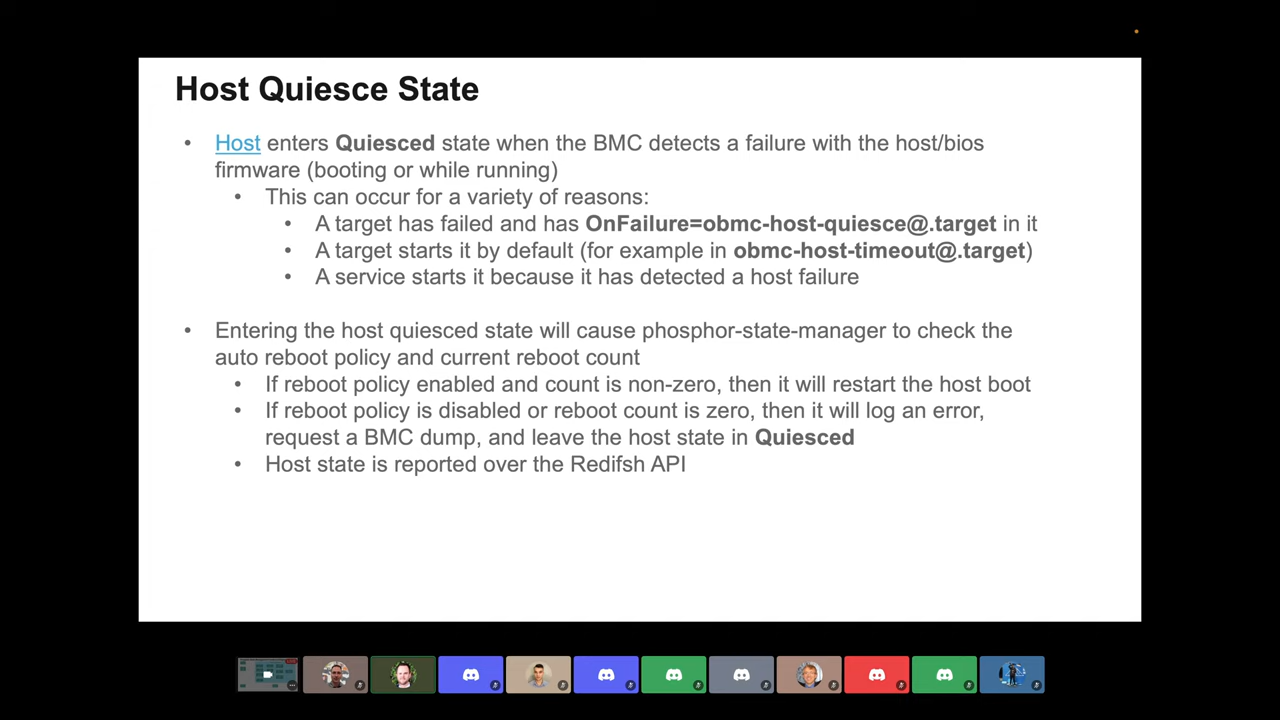 Host Quiesce State
• Host enters Quiesced state when the BMC detects a failure with the host/bios
firmware (booting or while running)
• This can occur for a variety of reasons:
• A target has failed and has OnFailure=obmc-host-quiesce@.target in it
• A target starts it by default (for example in obmc-host-timeout@.target)
• A service starts it because it has detected a host failure
• Entering the host quiesced state will cause phosphor-state-manager to check the
auto reboot policy and current reboot count
• If reboot policy enabled and count is non-zero, then it will restart the host boot
• If reboot policy is disabled or reboot count is zero, then it will log an error,
request a BMC dump, and leave the host state in Quiesced
• Host state is reported over the Redifsh API